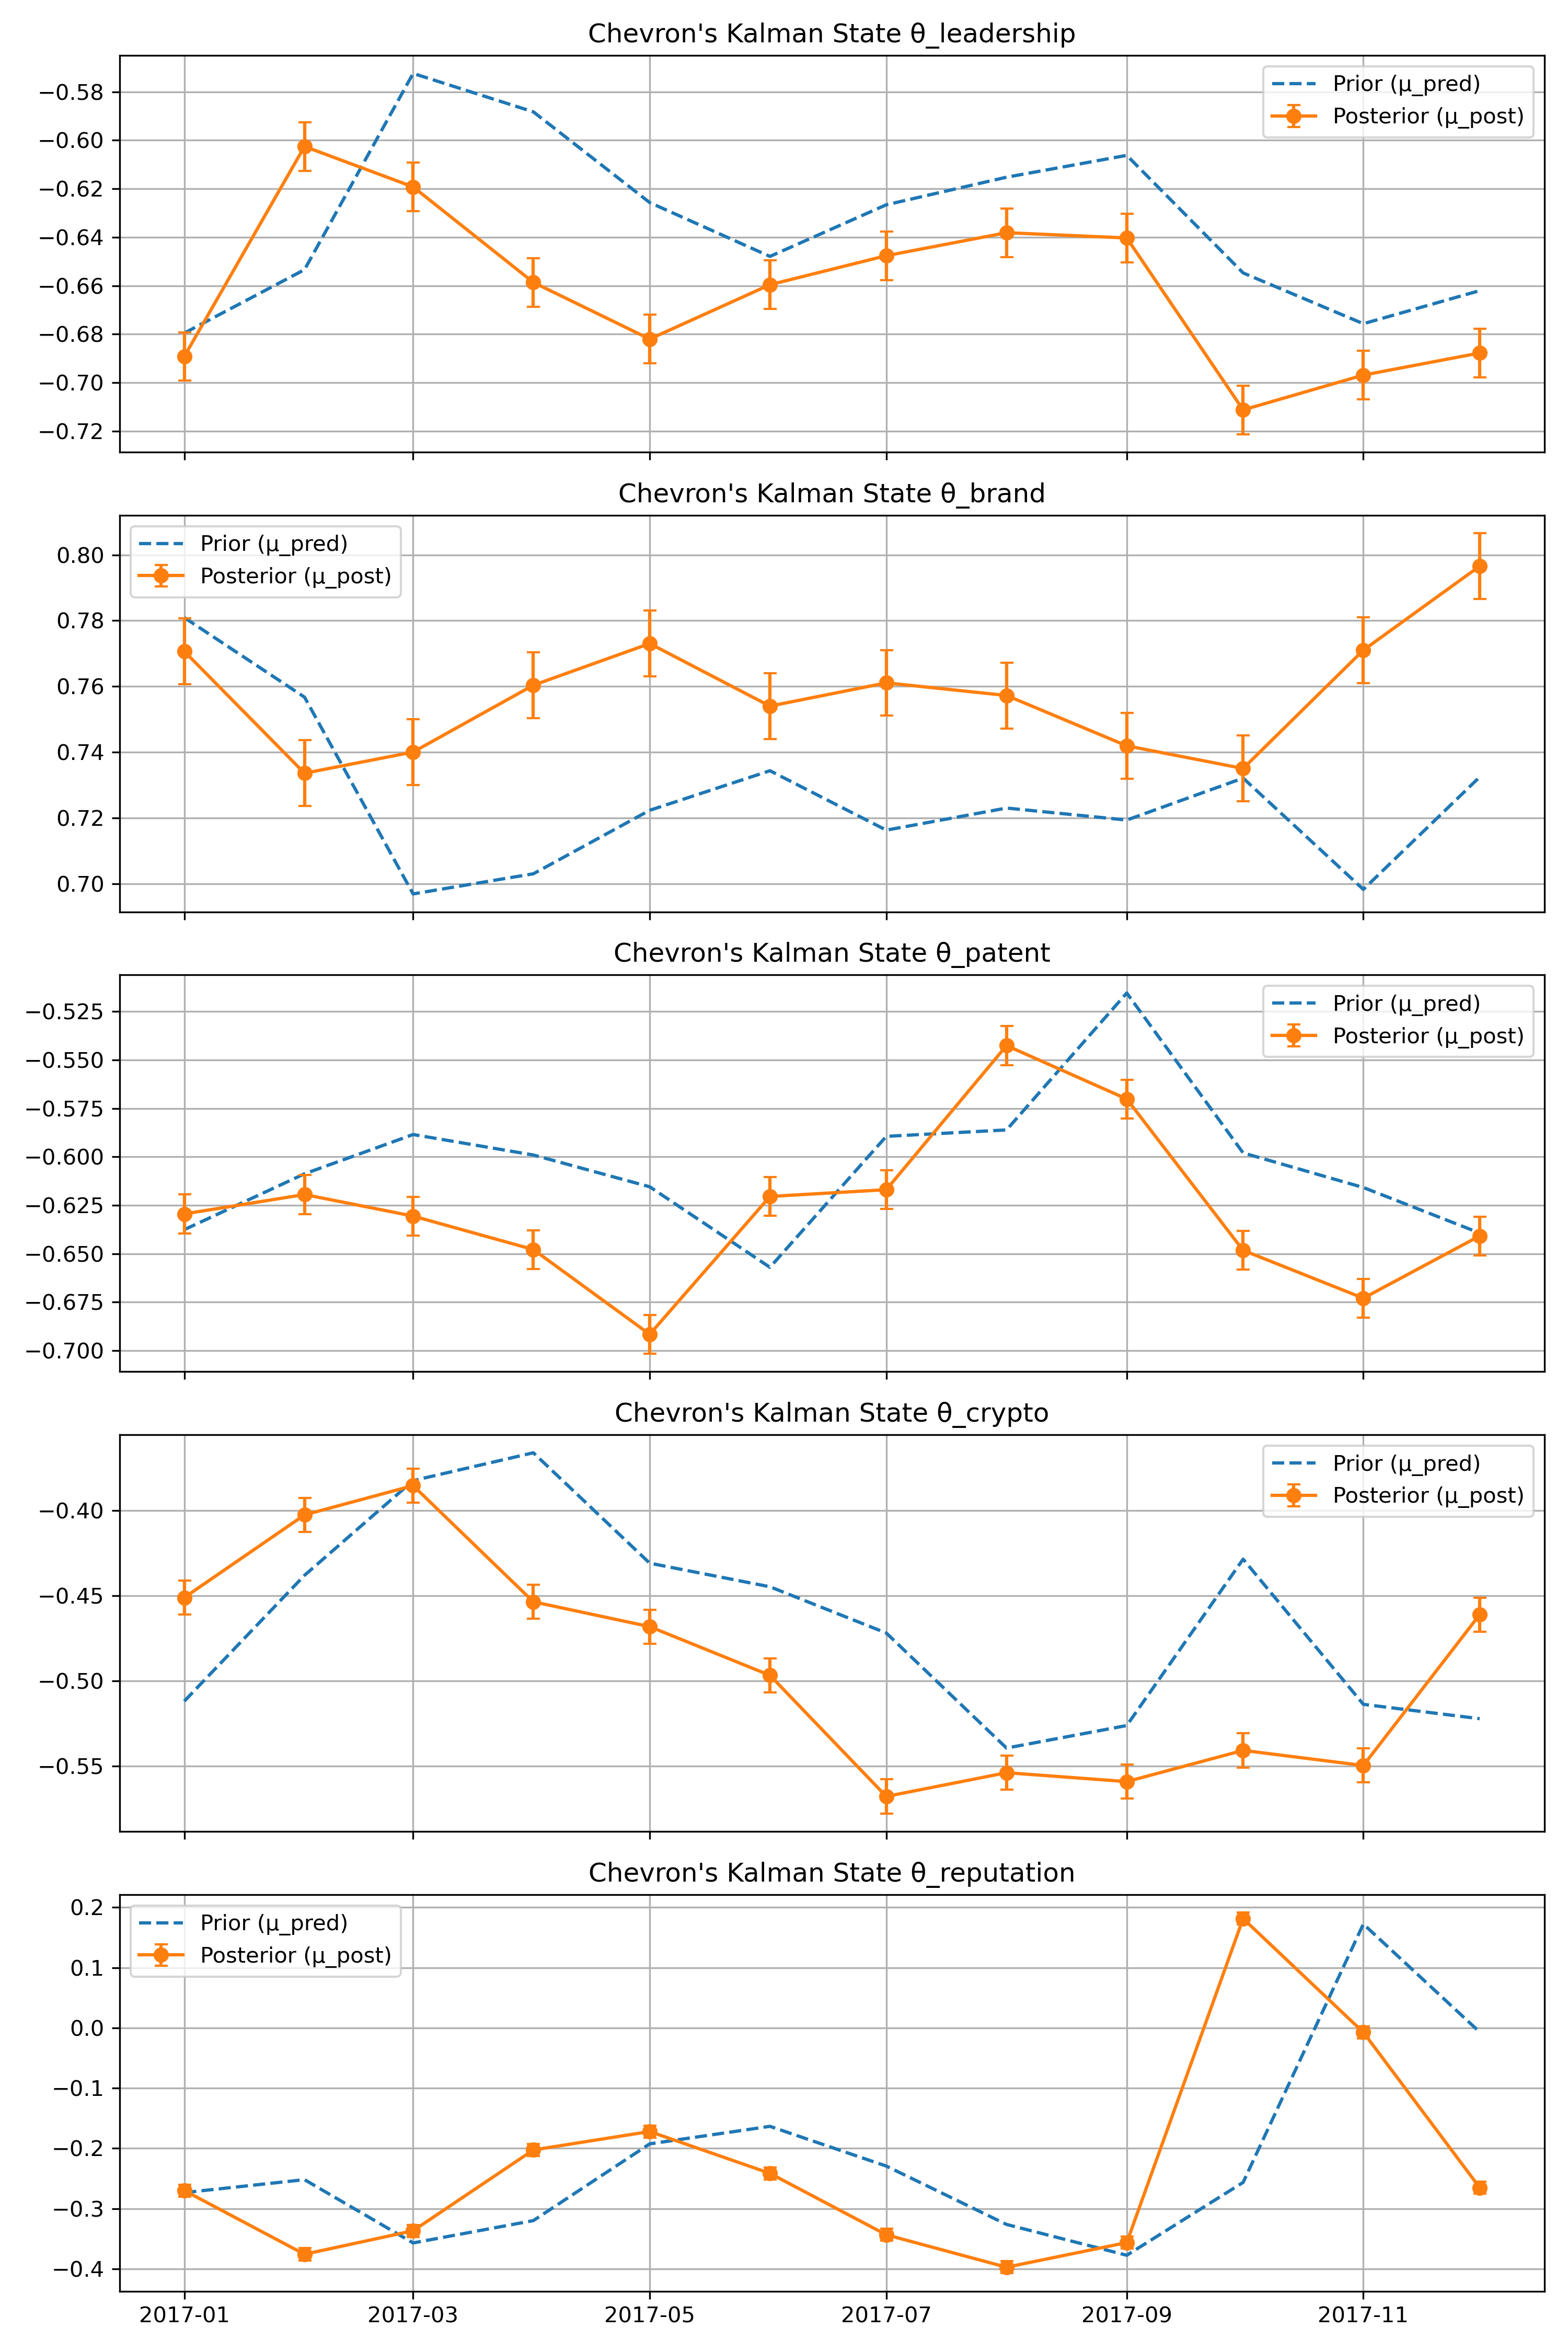 Chevron's Kalman State θ_leadership
Prior (μ_pred)
Posterior (μ_post)
−0.58
−0.60
−0.62
−0.64
−0.66
−0.68
−0.70
−0.72
Chevron's Kalman State θ_brand
Prior (μ_pred)
Posterior (μ_post)
0.80
0.78
0.76
0.74
0.72
0.70
Chevron's Kalman State θ_patent
Prior (μ_pred)
Posterior (μ_post)
−0.525
−0.550
−0.575
−0.600
−0.625
−0.650
−0.675
−0.700
Chevron's Kalman State θ_crypto
Prior (μ_pred)
Posterior (μ_post)
−0.40
−0.45
−0.50
−0.55
Chevron's Kalman State θ_reputation
Prior (μ_pred)
Posterior (μ_post)
0.2
0.1
0.0
−0.1
−0.2
−0.3
−0.4
2017-01 2017-03 2017-05 2017-07 2017-09 2017-11